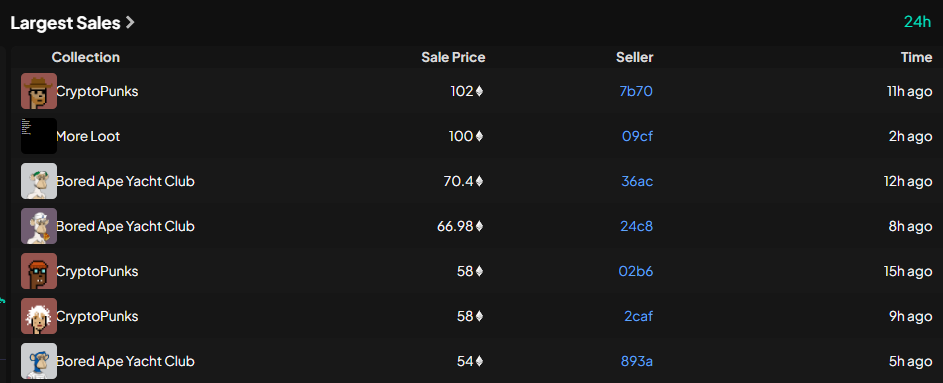 Largest Sales > 24h
Collection Sale Price Seller Time
CryptoPunks 102 7b70 11h ago
More Loot 100 09cf 2h ago
Bored Ape Yacht Club 70.4 36ac 12h ago
Bored Ape Yacht Club 66.98 24c8 8h ago
CryptoPunks 58 02b6 15h ago
CryptoPunks 58 2caf 9h ago
Bored Ape Yacht Club 54 893a 5h ago